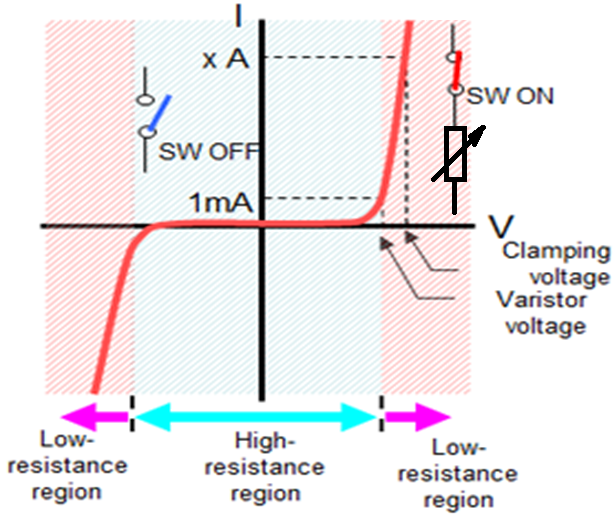 I
x A
SW ON
SW OFF
1mA
V
Clamping
voltage
Varistor
voltage
Low-
resistance
region
High-
resistance
region
Low-
resistance
region